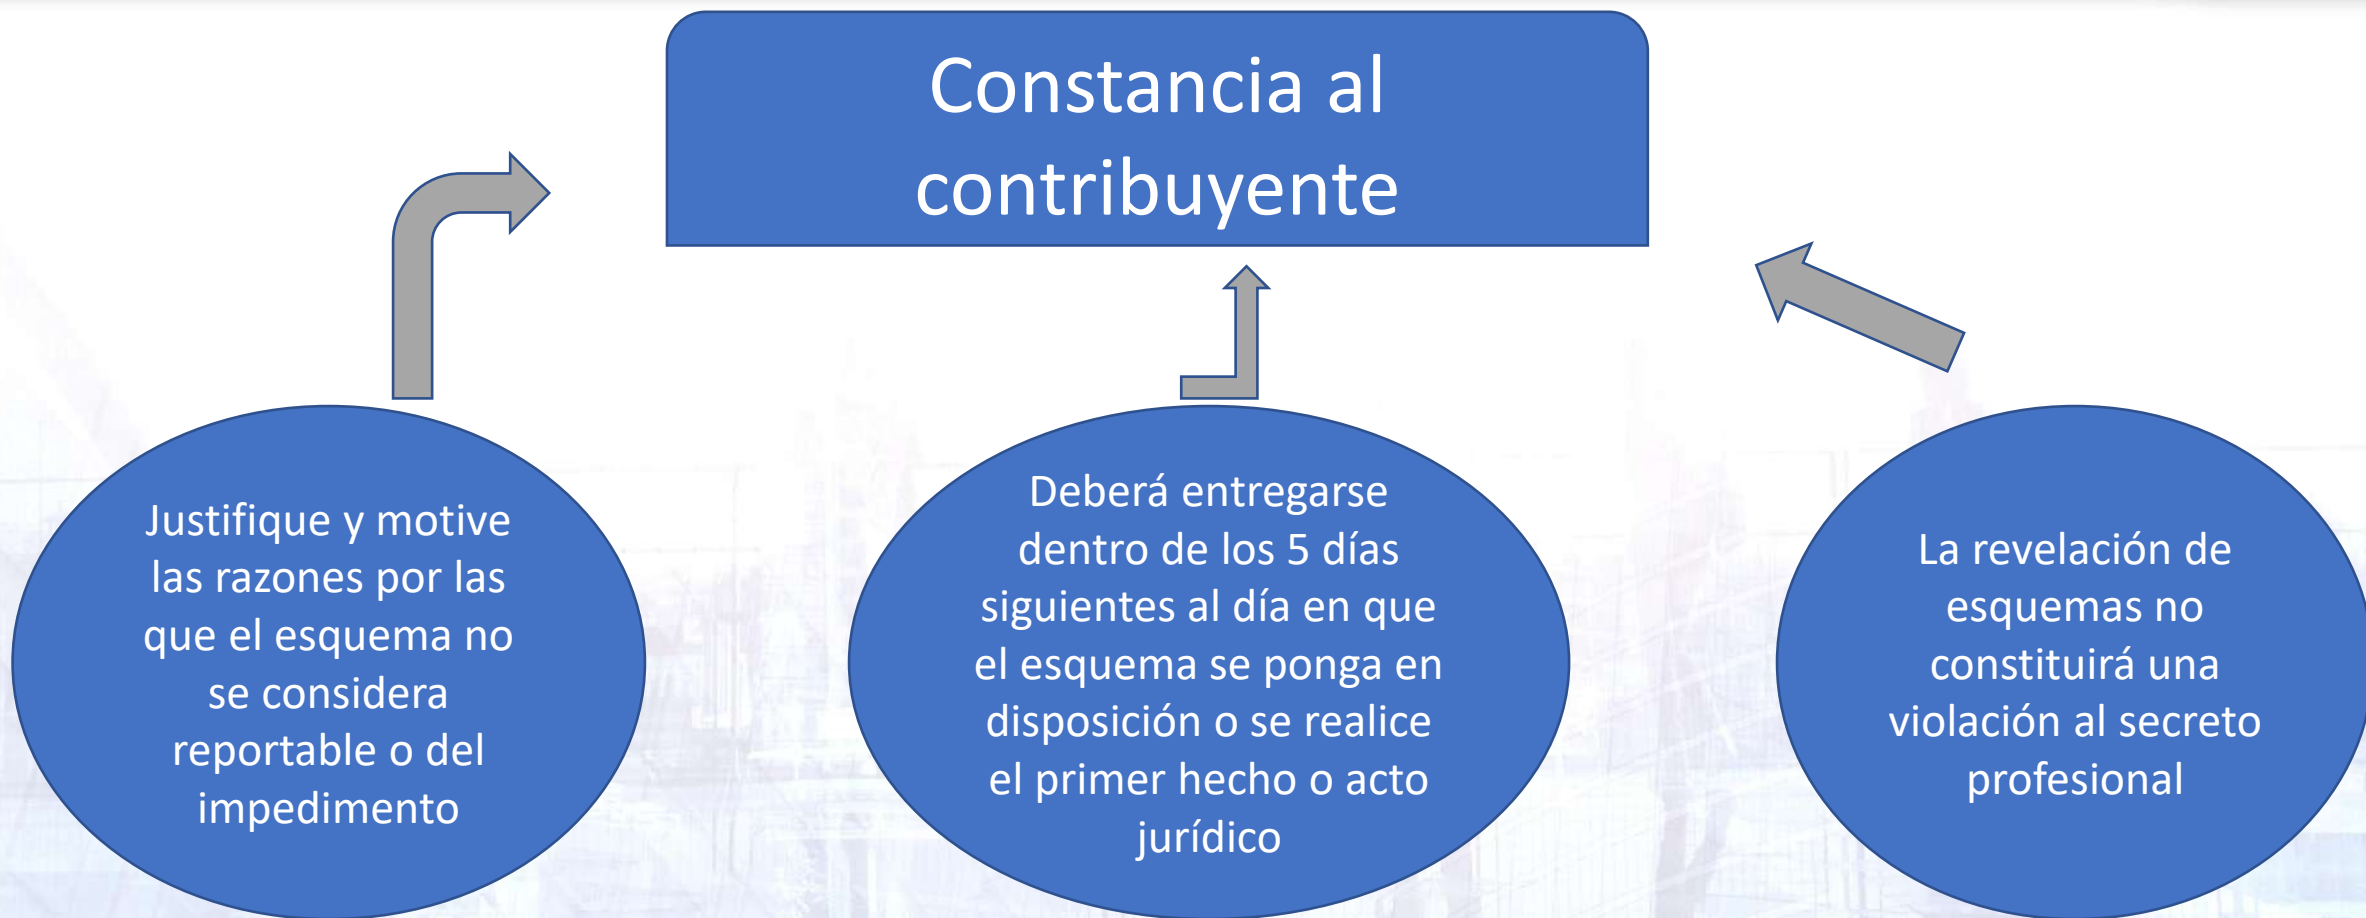 Constancia al
contribuyente
Justifique y motive
las razones por las
que el esquema no
se considera
reportable o del
impedimento
Deberá entregarse
dentro de los 5 días
siguientes al día en que
el esquema se ponga en
disposición o se realice
el primer hecho o acto
jurídico
La revelación de
esquemas no
constituirá una
violación al secreto
profesional